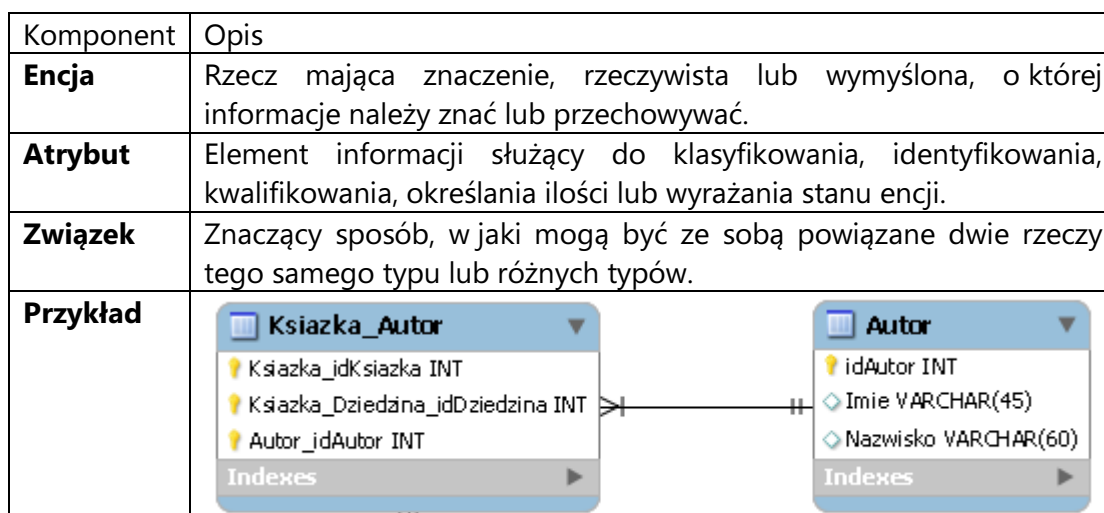 Komponent Opis
Encja Rzecz mająca znaczenie, rzeczywista lub wymyślona, o której
informacje należy znać lub przechowywać.
Atrybut Element informacji służący do klasyfikowania, identyfikowania,
kwalifikowania, określania ilości lub wyrażania stanu encji.
Związek Znaczący sposób, w jaki mogą być ze sobą powiązane dwie rzeczy
tego samego typu lub różnych typów.
Przykład
Ksiazka_Autor
Ksiazka_idKsiazka INT
Ksiazka_Dziedzina_idDziedzina INT
Autor_idAutor INT
Indexes
Autor
idAutor INT
Imie VARCHAR(45)
Nazwisko VARCHAR(60)
Indexes